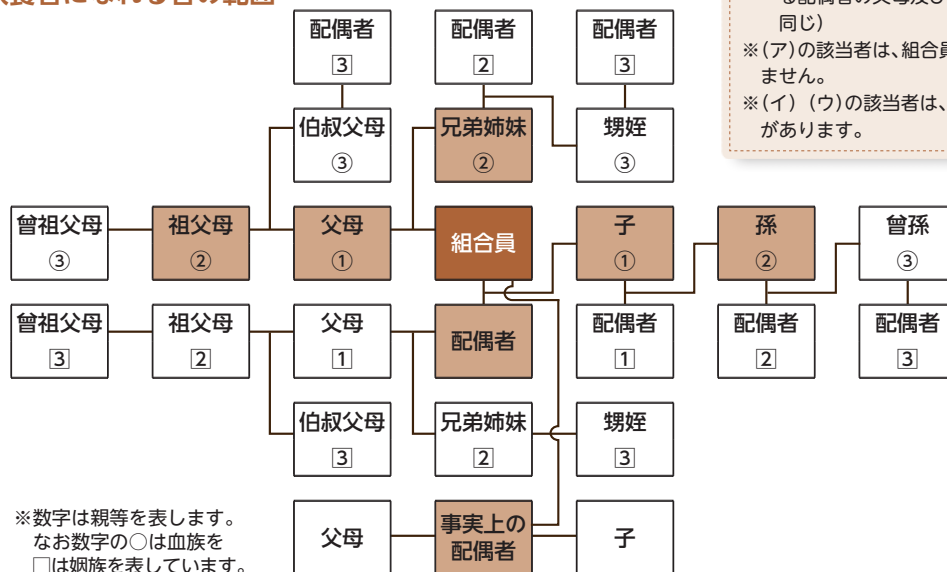 養者になれる者の範囲
る配偶者の父母及び
同じ）
※（ア）の該当者は、組合員
ません。
※（イ）（ウ）の該当者は、
があります。
配偶者
3
配偶者
2
配偶者
3
伯叔父母
③
兄弟姉妹
②
甥姪
③
曾祖父母
③
祖父母
②
父母
①
組合員
子
①
孫
②
曾孫
③
曾祖父母
3
祖父母
2
父母
1
配偶者
配偶者
1
配偶者
2
配偶者
3
伯叔父母
3
兄弟姉妹
2
甥姪
3
父母
事実上の
配偶者
子
※数字は親等を表します。
なお数字の○は血族を
□は姻族を表しています。